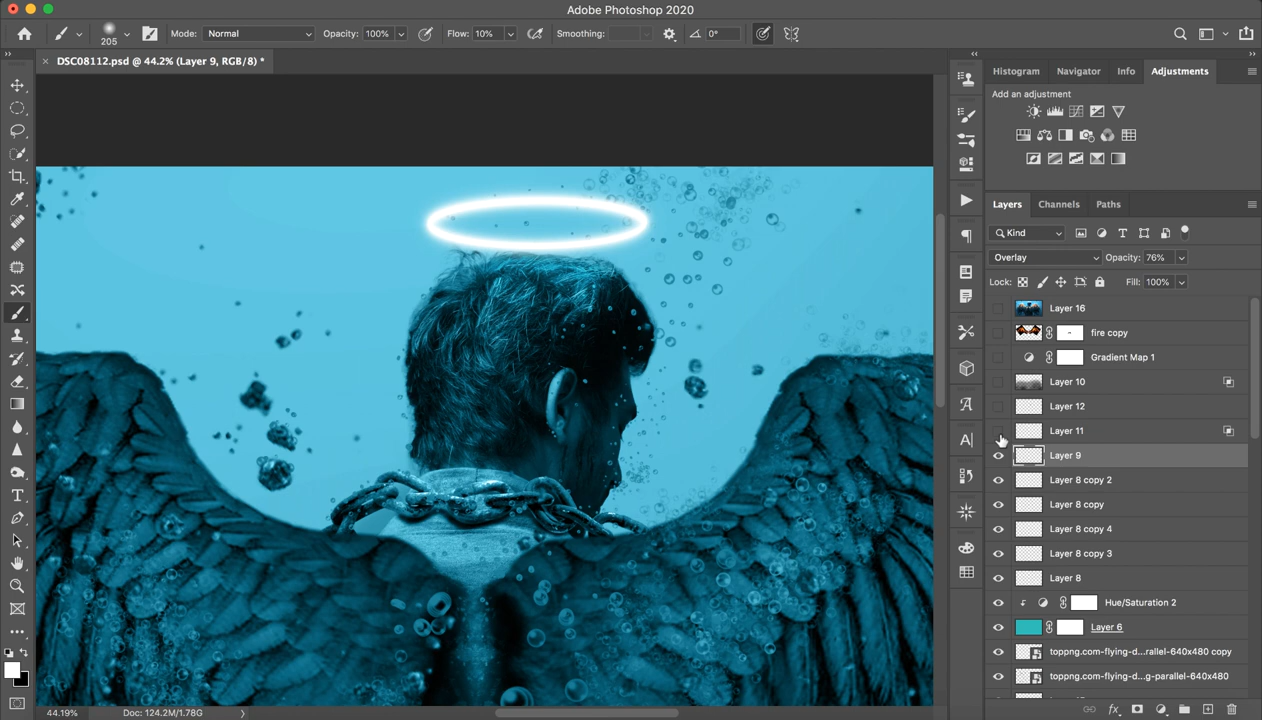 Adobe Photoshop 2020
205 Mode: Normal Opacity: 100% Flow: 10% Smoothing: 0°
× DSC08112.psd @ 44.2% (Layer 9, RGB/8) *
Histogram Navigator Info Adjustments
Add an adjustment
Layers Channels Paths
Kind
Overlay Opacity: 76%
Lock: Fill: 100%
Layer 16
fire copy
Gradient Map 1
Layer 10
Layer 12
Layer 11
Layer 9
Layer 8 copy 2
Layer 8 copy
Layer 8 copy 4
Layer 8 copy 3
Layer 8
Hue/Saturation 2
Layer 6
toppng.com-flying-d...rallel-640x480 copy
toppng.com-flying-d...g-parallel-640x480
44.19% Doc: 124.2M/1.78G